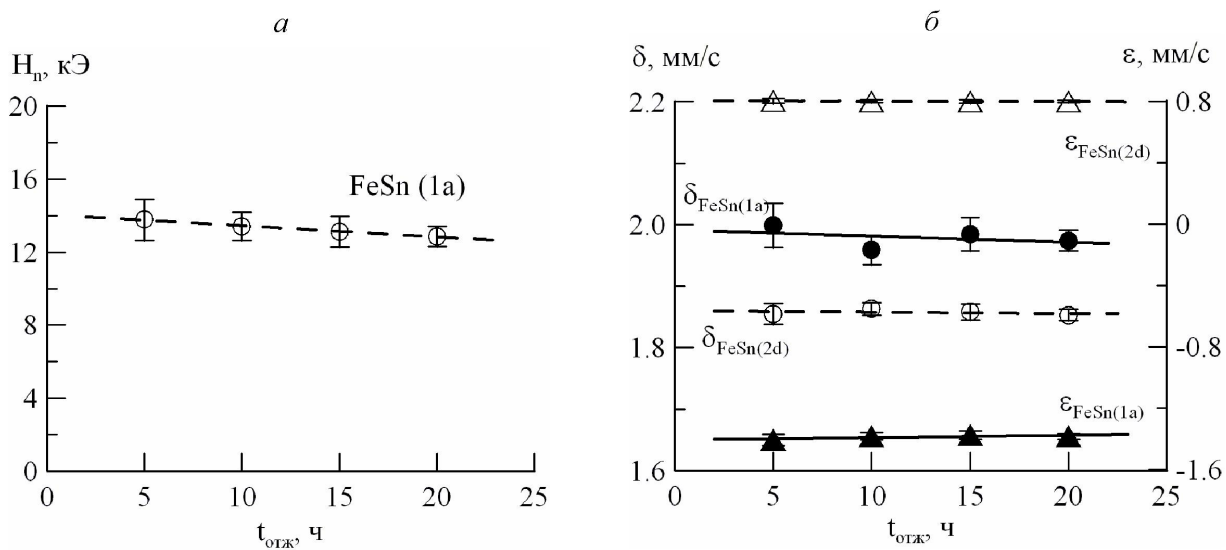 а
H_n, кЭ
20
16
12
8
4
0
FeSn (1a)
0 5 10 15 20 25
t_отж, ч
б
δ, мм/с ε, мм/с
2.2
2.0
1.8
1.6
0.8
0
-0.8
-1.6
ε_FeSn(2d)
δ_FeSn(1a)
δ_FeSn(2d)
ε_FeSn(1a)
0 5 10 15 20 25
t_отж, ч